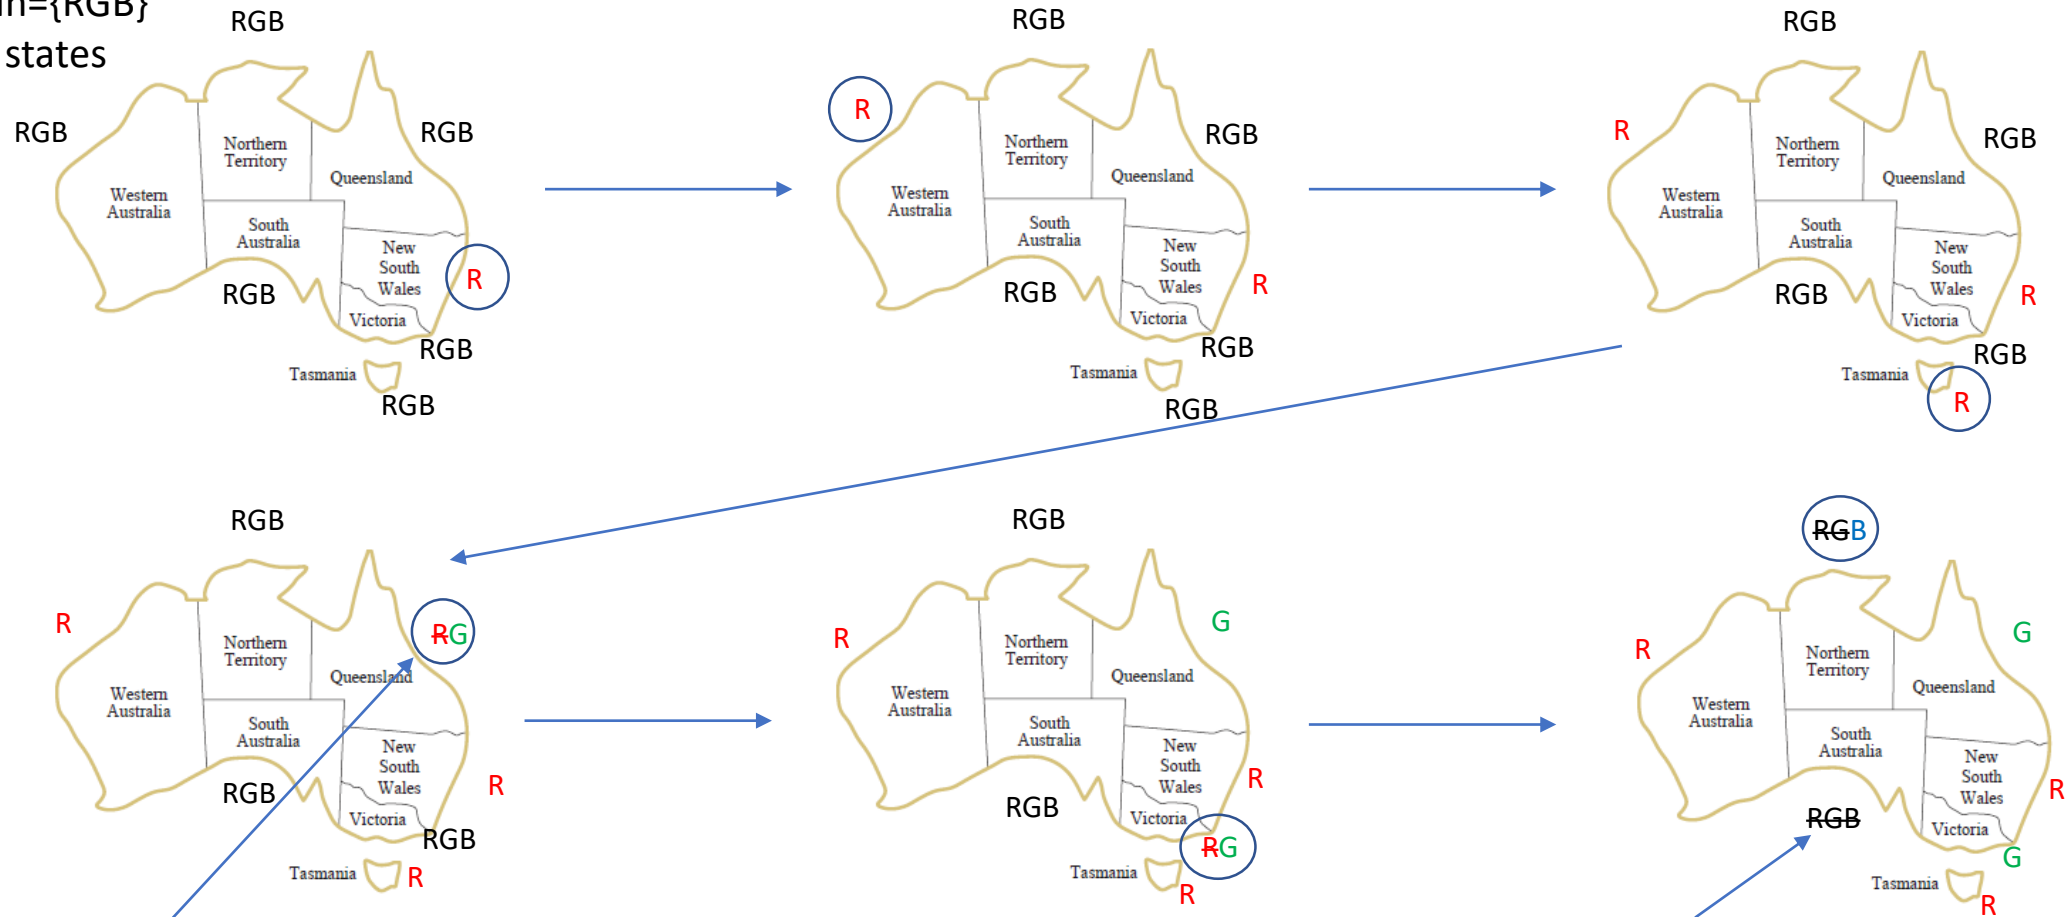 n={RGB}
states
RGB
RGB
RGB
Northern
Territory
Queensland
Western
Australia
South
Australia
New
South
Wales
R
RGB
Victoria
RGB
Tasmania
RGB
RGB
R
RGB
Northern
Territory
Queensland
Western
Australia
South
Australia
New
South
Wales
R
RGB
Victoria
RGB
Tasmania
RGB
RGB
R
RGB
Northern
Territory
Queensland
Western
Australia
South
Australia
New
South
Wales
R
RGB
Victoria
RGB
Tasmania
R
RGB
R
RG
Northern
Territory
Queensland
Western
Australia
South
Australia
New
South
Wales
R
RGB
Victoria
RGB
Tasmania
R
RGB
R
G
Northern
Territory
Queensland
Western
Australia
South
Australia
New
South
Wales
R
RGB
Victoria
RG
Tasmania
R
RGB
R
G
Northern
Territory
Queensland
Western
Australia
South
Australia
New
South
Wales
R
RGB
Victoria
G
Tasmania
R